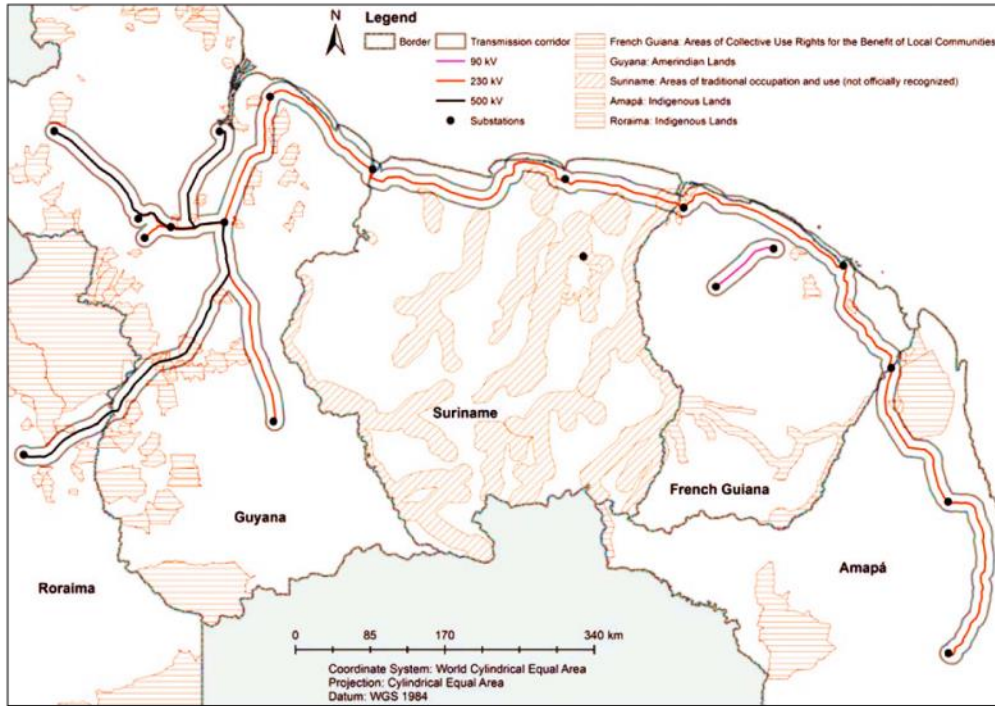 N
Legend
Border
Transmission corridor
90 kV
230 kV
500 kV
Substations
French Guiana: Areas of Collective Use Rights for the Benefit of Local Communities
Guyana: Amerindian Lands
Suriname: Areas of traditional occupation and use (not officially recognized)
Amapá: Indigenous Lands
Roraima: Indigenous Lands
Suriname
French Guiana
Guyana
Amapá
Roraima
0 85 170 340 km
Coordinate System: World Cylindrical Equal Area
Projection: Cylindrical Equal Area
Datum: WGS 1984